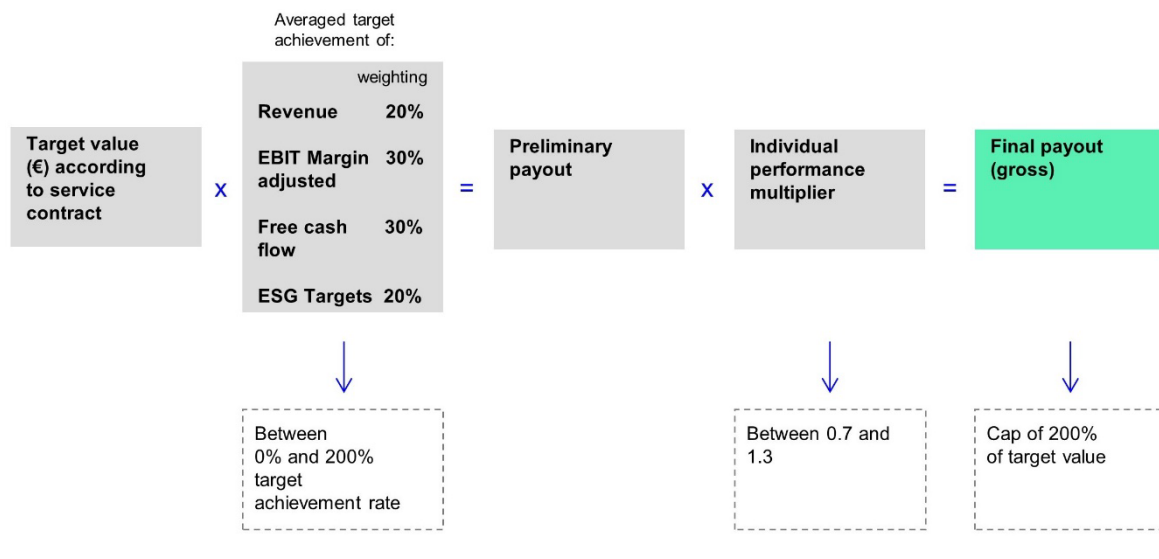 Averaged target
achievement of:
weighting
Revenue 20%
EBIT Margin 30%
adjusted
Free cash 30%
flow
ESG Targets 20%
Target value
(€) according
to service
contract
x
=
Preliminary
payout
x
Individual
performance
multiplier
=
Final payout
(gross)
Between
0% and 200%
target
achievement rate
Between 0.7 and
1.3
Cap of 200%
of target value